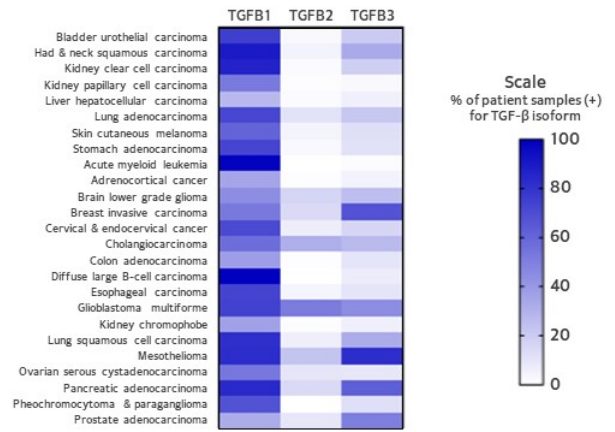 TGFB1 TGFB2 TGFB3
Bladder urothelial carcinoma
Had & neck squamous carcinoma
Kidney clear cell carcinoma
Kidney papillary cell carcinoma
Liver hepatocellular carcinoma
Lung adenocarcinoma
Skin cutaneous melanoma
Stomach adenocarcinoma
Acute myeloid leukemia
Adrenocortical cancer
Brain lower grade glioma
Breast invasive carcinoma
Cervical & endocervical cancer
Cholangiocarcinoma
Colon adenocarcinoma
Diffuse large B-cell carcinoma
Esophageal carcinoma
Glioblastoma multiforme
Kidney chromophobe
Lung squamous cell carcinoma
Mesothelioma
Ovarian serous cystadenocarcinoma
Pancreatic adenocarcinoma
Pheochromocytoma & paraganglioma
Prostate adenocarcinoma
Scale
% of patient samples (+)
for TGF-β isoform
100
80
60
40
20
0